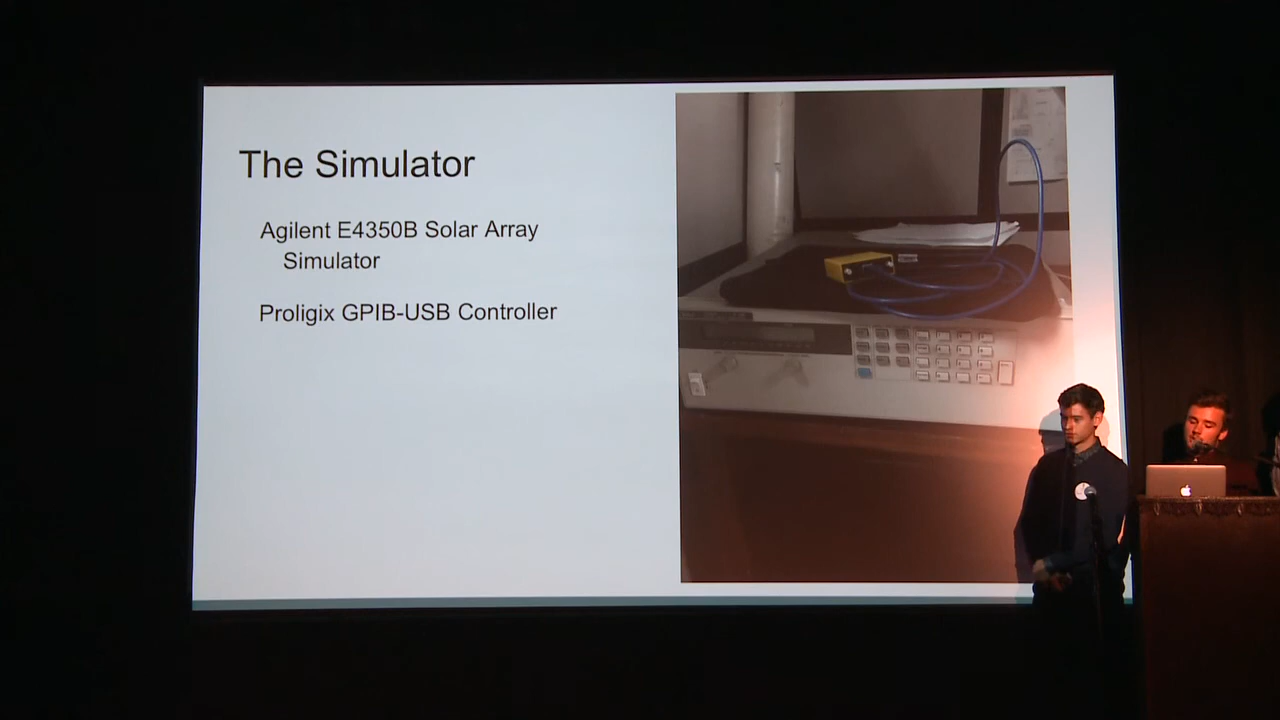 The Simulator
Agilent E4350B Solar Array
Simulator
Proligix GPIB-USB Controller